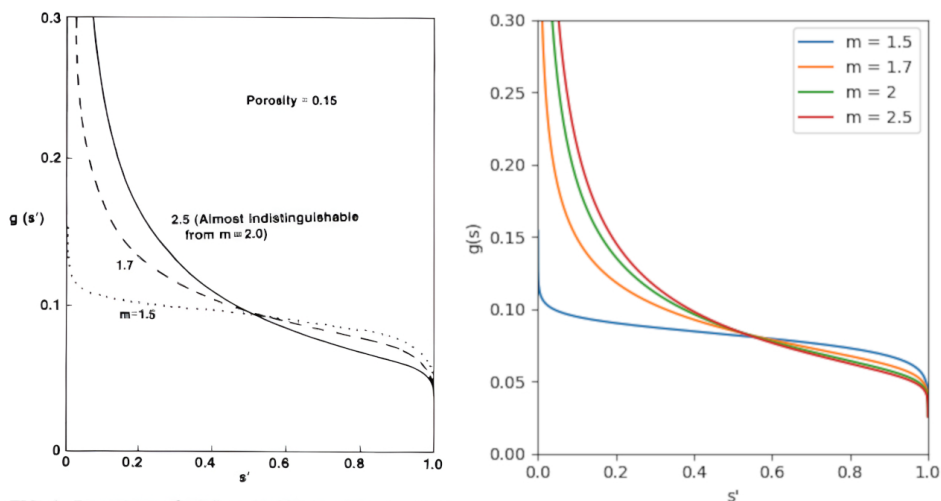 0.3
Porosity = 0.15
0.2
g (s')
2.5 (Almost indistinguishable
from m = 2.0)
1.7
0.1
m=1.5
0
0
0.2
0.4
0.6
0.8
1.0
s'
0.30
0.25
0.20
0.15
0.10
0.05
0.00
g(s)
m = 1.5
m = 1.7
m = 2
m = 2.5
0.0
0.2
0.4
0.6
0.8
1.0
s'